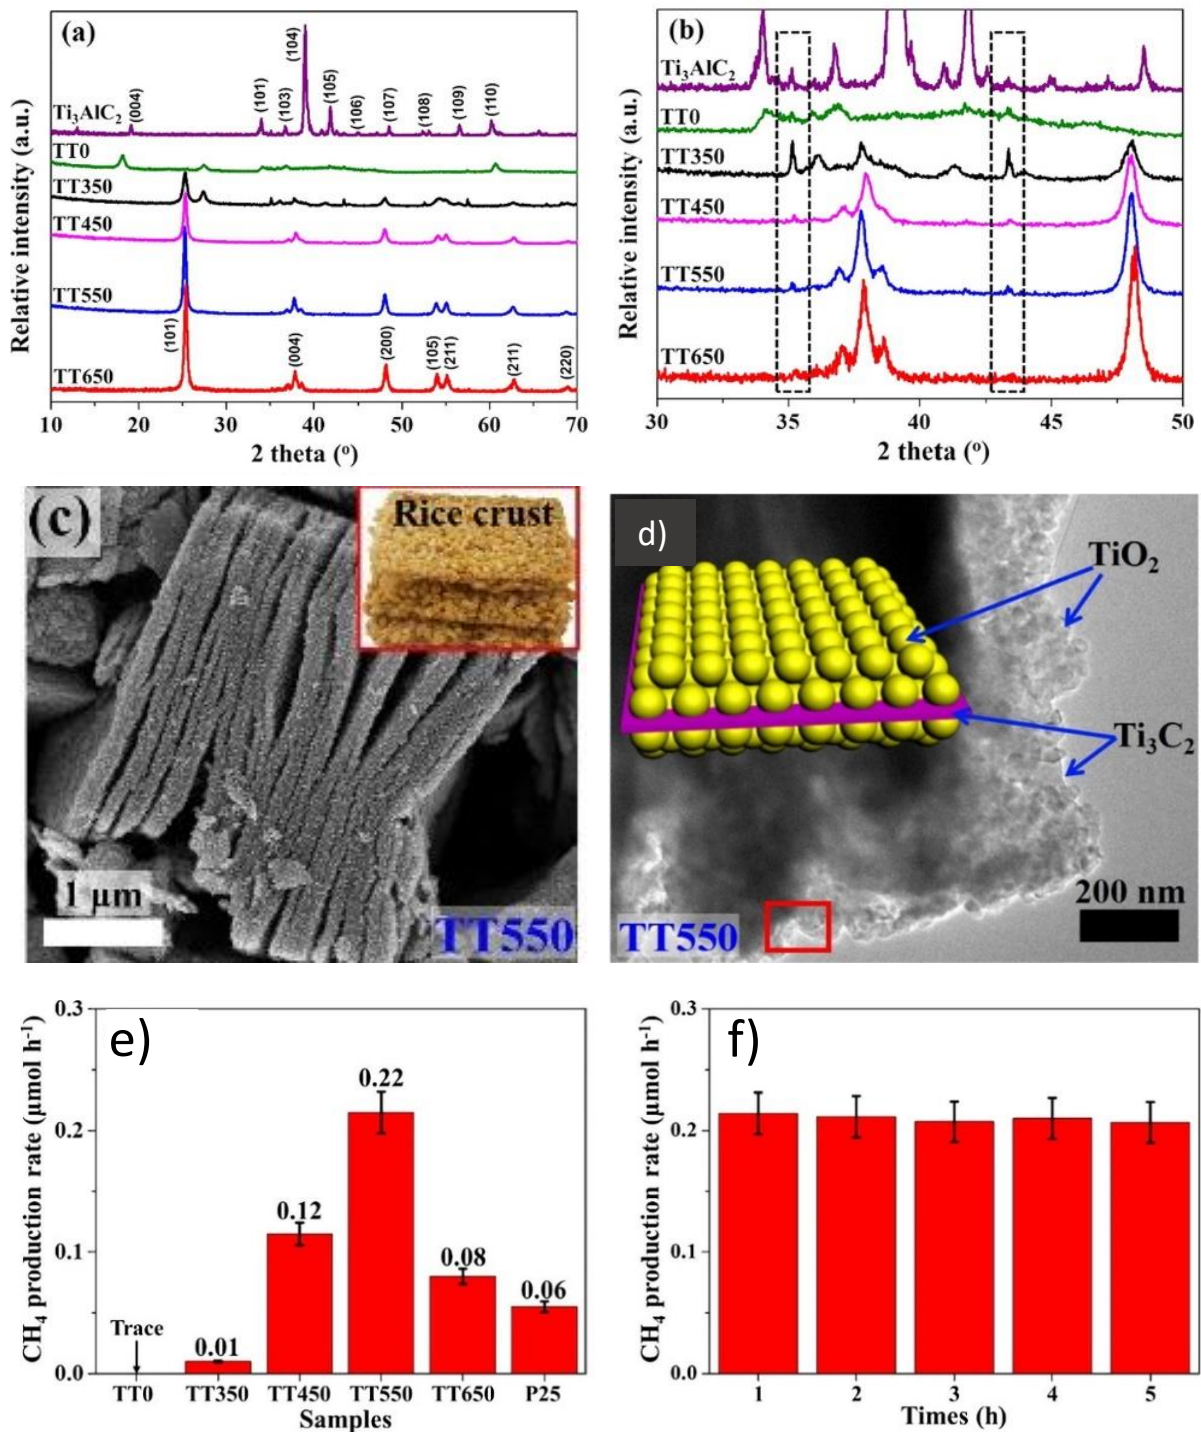 (a)
Relative intensity (a.u.)
Ti₃AlC₂
(004)
(101)
(103)
(104)
(105)
(106)
(107)
(108)
(109)
(110)
TT0
TT350
TT450
TT550
TT650
(101)
(004)
(200)
(105)
(211)
(211)
(220)
10 20 30 40 50 60 70
2 theta (º)
(b)
Relative intensity (a.u.)
Ti₃AlC₂
TT0
TT350
TT450
TT550
TT650
30 35 40 45 50
2 theta (º)
(c)
Rice crust
1 µm
TT550
d)
TiO₂
Ti₃C₂
200 nm
TT550
e)
CH₄ production rate (µmol h⁻¹)
0.3
0.2
0.1
0.0
Trace
0.01
0.12
0.22
0.08
0.06
TT0 TT350 TT450 TT550 TT650 P25
Samples
f)
CH₄ production rate (µmol h⁻¹)
0.3
0.2
0.1
0.0
1 2 3 4 5
Times (h)